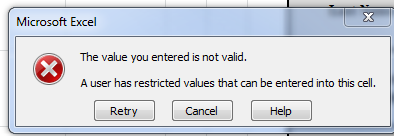 Microsoft Excel
The value you entered is not valid.
A user has restricted values that can be entered into this cell.
Retry
Cancel
Help